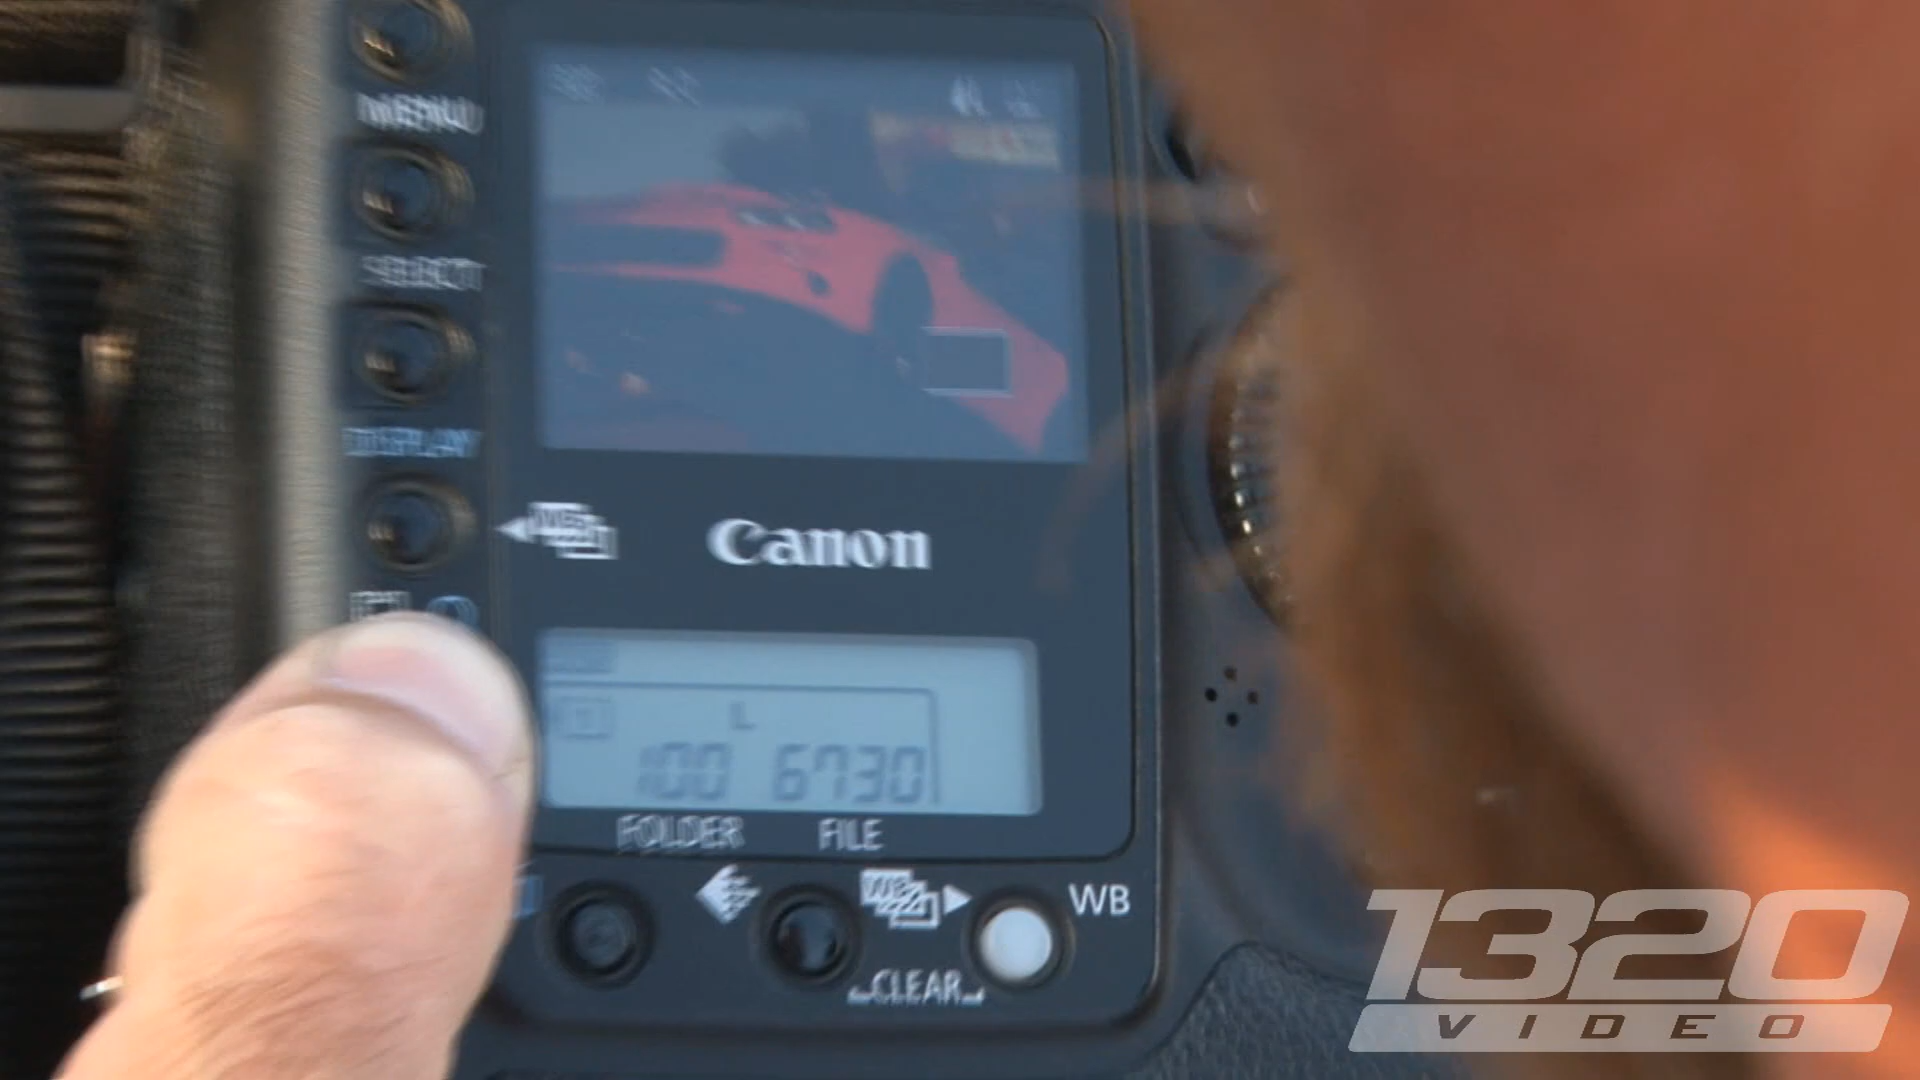 MENU
SELECT
DISPLAY
Canon
L
100 6730
FOLDER FILE
WB
CLEAR
1320
VIDEO